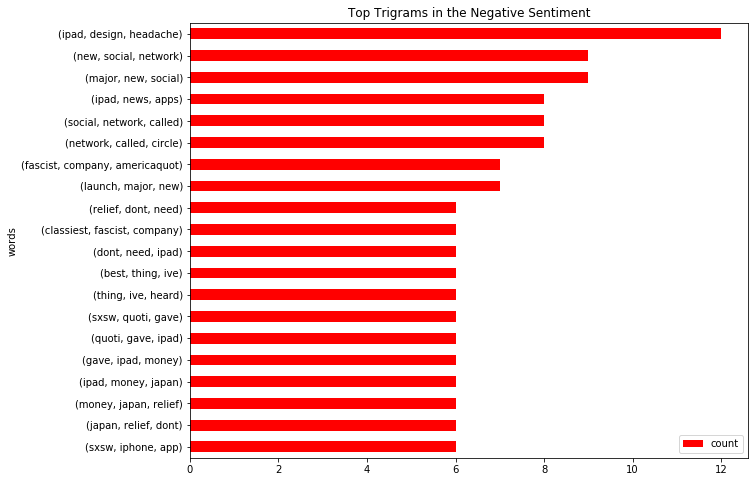 Top Trigrams in the Negative Sentiment
(ipad, design, headache)
(new, social, network)
(major, new, social)
(ipad, news, apps)
(social, network, called)
(network, called, circle)
(fascist, company, americaquot)
(launch, major, new)
(relief, dont, need)
(classiest, fascist, company)
(dont, need, ipad)
(best, thing, ive)
(thing, ive, heard)
(sxsw, quoti, gave)
(quoti, gave, ipad)
(gave, ipad, money)
(ipad, money, japan)
(money, japan, relief)
(japan, relief, dont)
(sxsw, iphone, app)
words
count
0 2 4 6 8 10 12